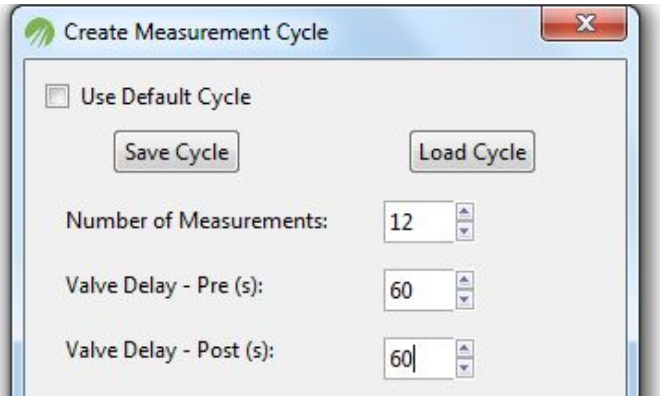 Create Measurement Cycle
Use Default Cycle
Save Cycle Load Cycle
Number of Measurements: 12
Valve Delay - Pre (s): 60
Valve Delay - Post (s): 60